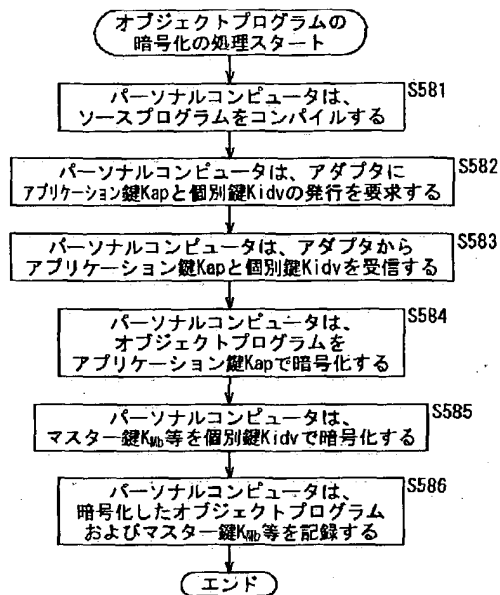 オブジェクトプログラムの
暗号化の処理スタート
S581
パーソナルコンピュータは、
ソースプログラムをコンパイルする
S582
パーソナルコンピュータは、アダプタに
アプリケーション鍵Kapと個別鍵Kidvの発行を要求する
S583
パーソナルコンピュータは、アダプタから
アプリケーション鍵Kapと個別鍵Kidvを受信する
S584
パーソナルコンピュータは、
オブジェクトプログラムを
アプリケーション鍵Kapで暗号化する
S585
パーソナルコンピュータは、
マスター鍵KMb等を個別鍵Kidvで暗号化する
S586
パーソナルコンピュータは、
暗号化したオブジェクトプログラム
およびマスター鍵KMb等を記録する
エンド